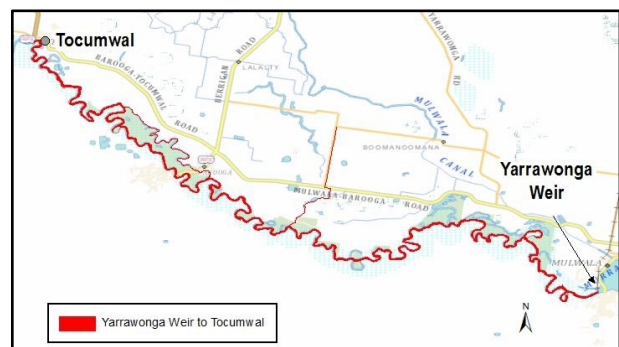 Tocumwal
BAROOGA-TOCUMWAL
ROAD
BERRIGAN
ROAD
LALALTY
YARRAWONGA
RD
MULWALA
CANAL
BOOMANOOMANA
MULWALA-BAROOGA
ROAD
Yarrawonga
Weir
MULWALA
N
Yarrawonga Weir to Tocumwal